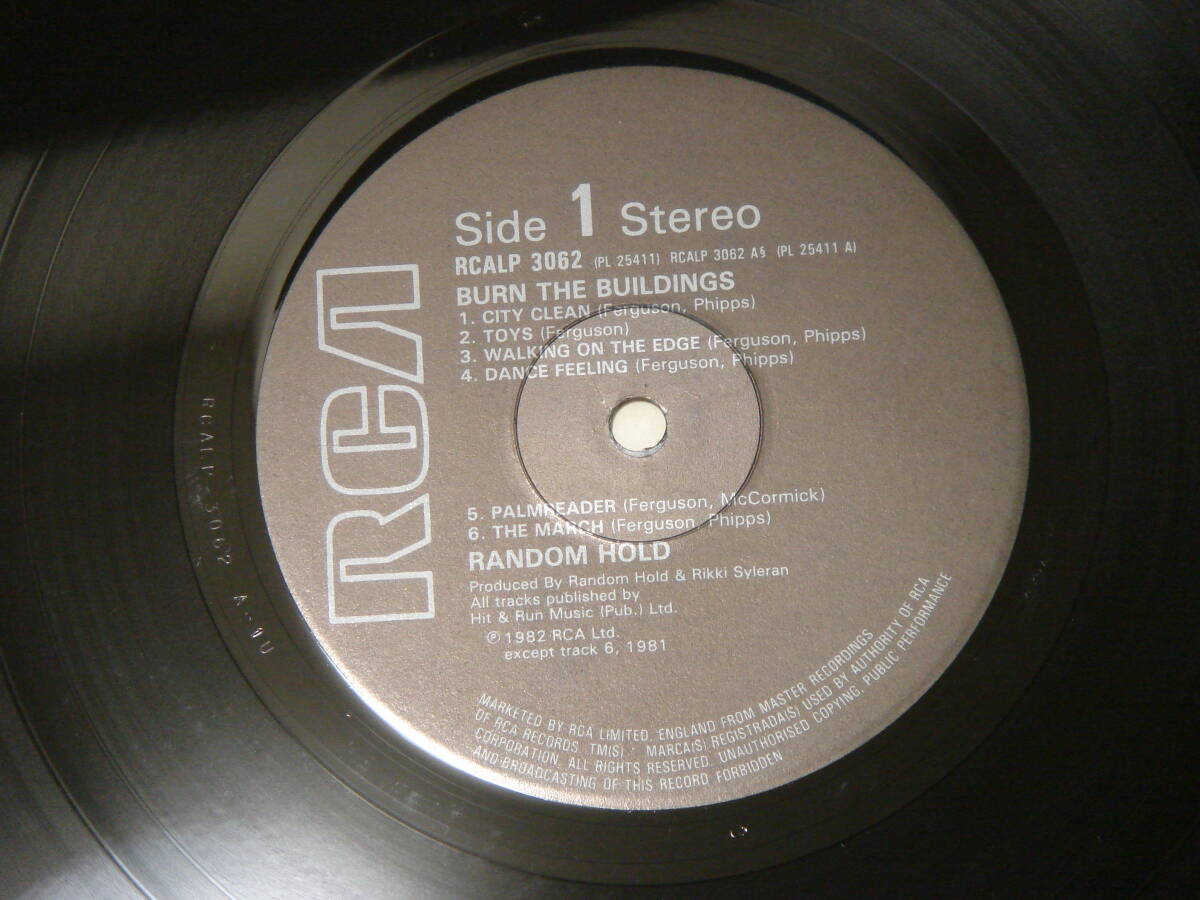 RCA
Side 1 Stereo
RCALP 3062 (PL 25411) RCALP 3062 A§ (PL 25411 A)
BURN THE BUILDINGS
1. CITY CLEAN (Ferguson, Phipps)
2. TOYS (Ferguson)
3. WALKING ON THE EDGE (Ferguson, Phipps)
4. DANCE FEELING (Ferguson, Phipps)
5. PALMREADER (Ferguson, McCormick)
6. THE MARCH (Ferguson, Phipps)
RANDOM HOLD
Produced By Random Hold & Rikki Syleran
All tracks published by
Hit & Run Music (Pub.) Ltd.
℗ 1982 RCA Ltd.
except track 6, 1981
MARKETED BY RCA LIMITED, ENGLAND FROM MASTER RECORDINGS
OF RCA RECORDS. TM(S) · MARCA(S) REGISTRADA(S) USED BY AUTHORITY OF RCA
CORPORATION. ALL RIGHTS RESERVED. UNAUTHORISED COPYING, PUBLIC PERFORMANCE
AND BROADCASTING OF THIS RECORD FORBIDDEN
RCALP 3062 A-1U